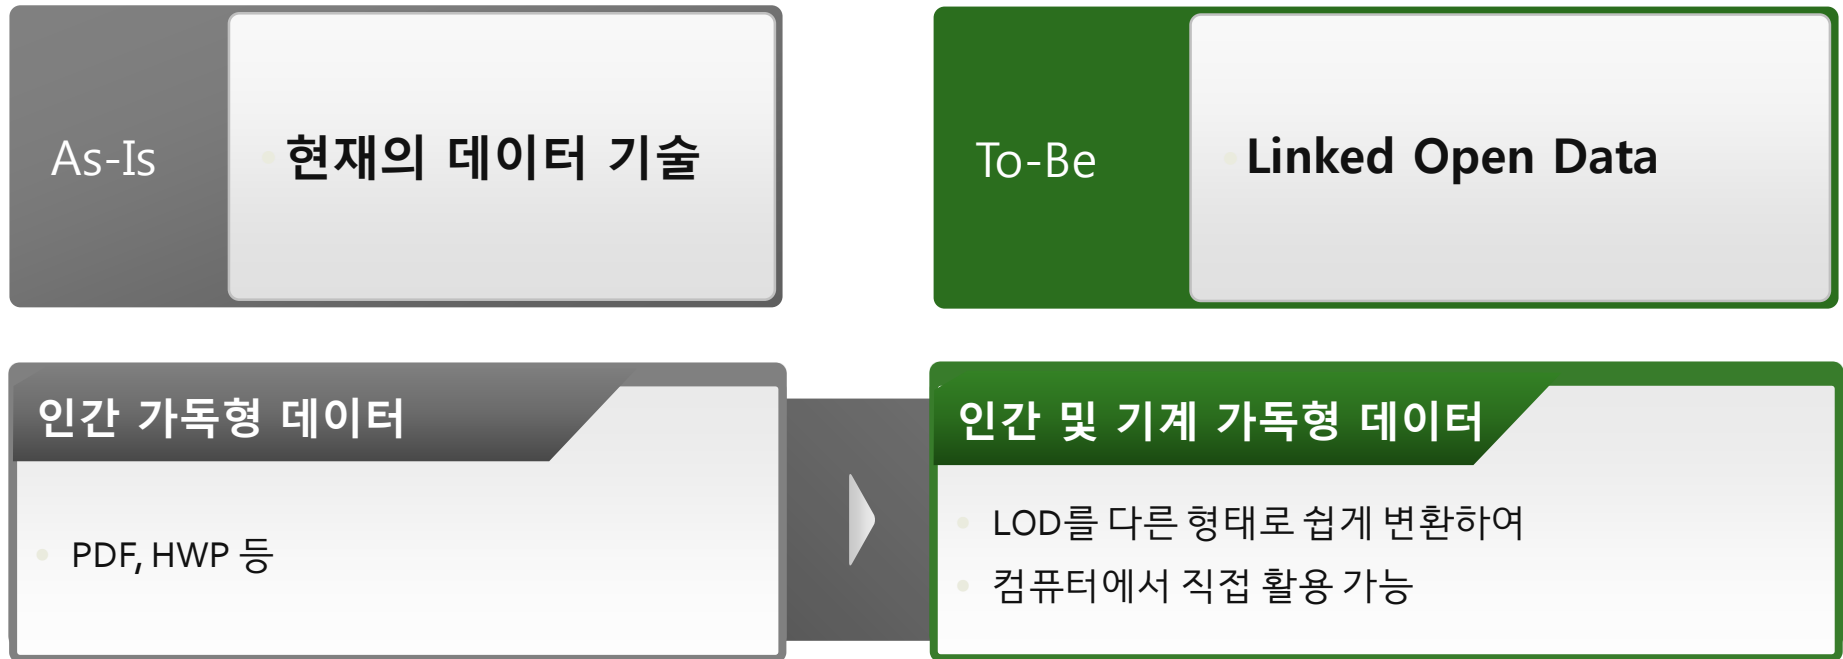 As-Is
현재의 데이터 기술
To-Be
Linked Open Data
인간 가독형 데이터
PDF, HWP 등
인간 및 기계 가독형 데이터
LOD를 다른 형태로 쉽게 변환하여
컴퓨터에서 직접 활용 가능